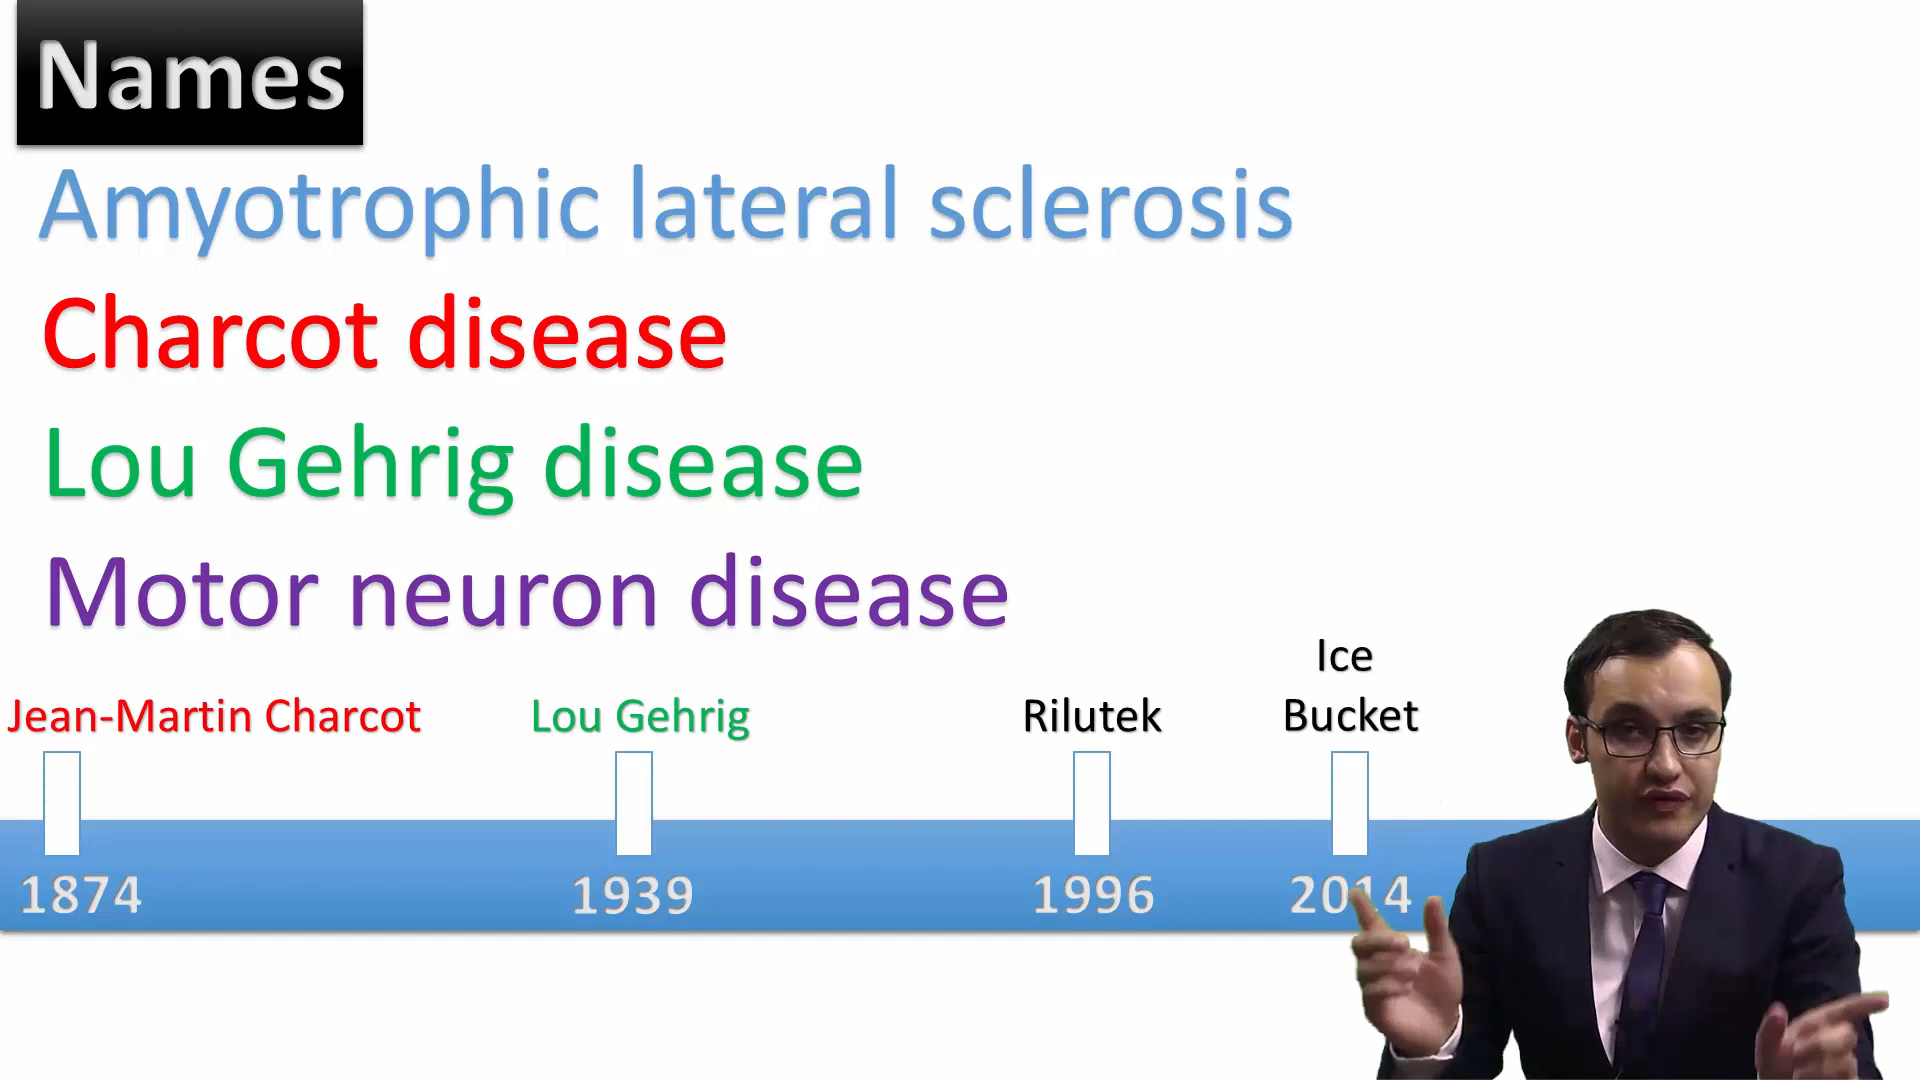 Names
Amyotrophic lateral sclerosis
Charcot disease
Lou Gehrig disease
Motor neuron disease
Ice
Jean-Martin Charcot Lou Gehrig Rilutek Bucket
1874 1939 1996 2014